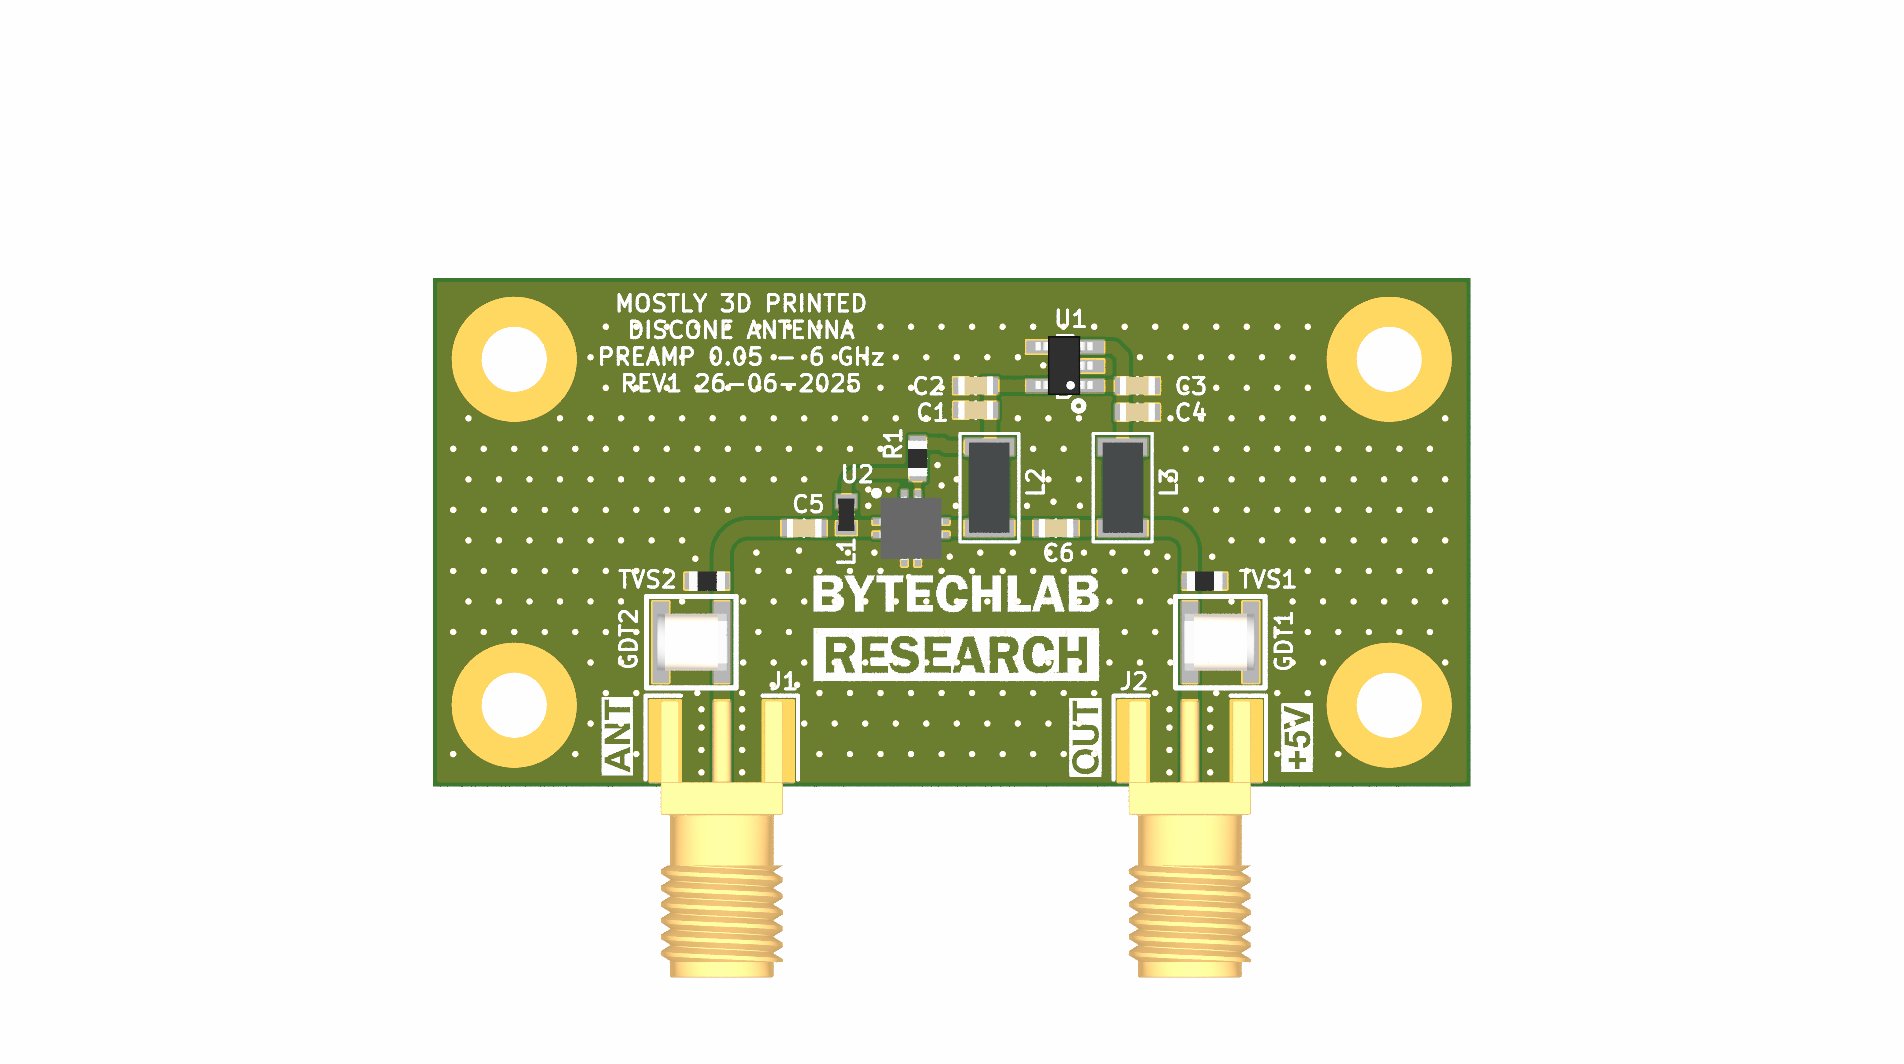 MOSTLY 3D PRINTED
DISCONE ANTENNA
PREAMP 0.05 - 6 GHz
REV1 26-06-2025
U1
C2
C1
C3
C4
R1
U2
L2
L3
C5
L1
C6
TVS2
TVS1
BYTECHLAB
RESEARCH
GDT2
GDT1
J1
J2
ANT
OUT
+5V